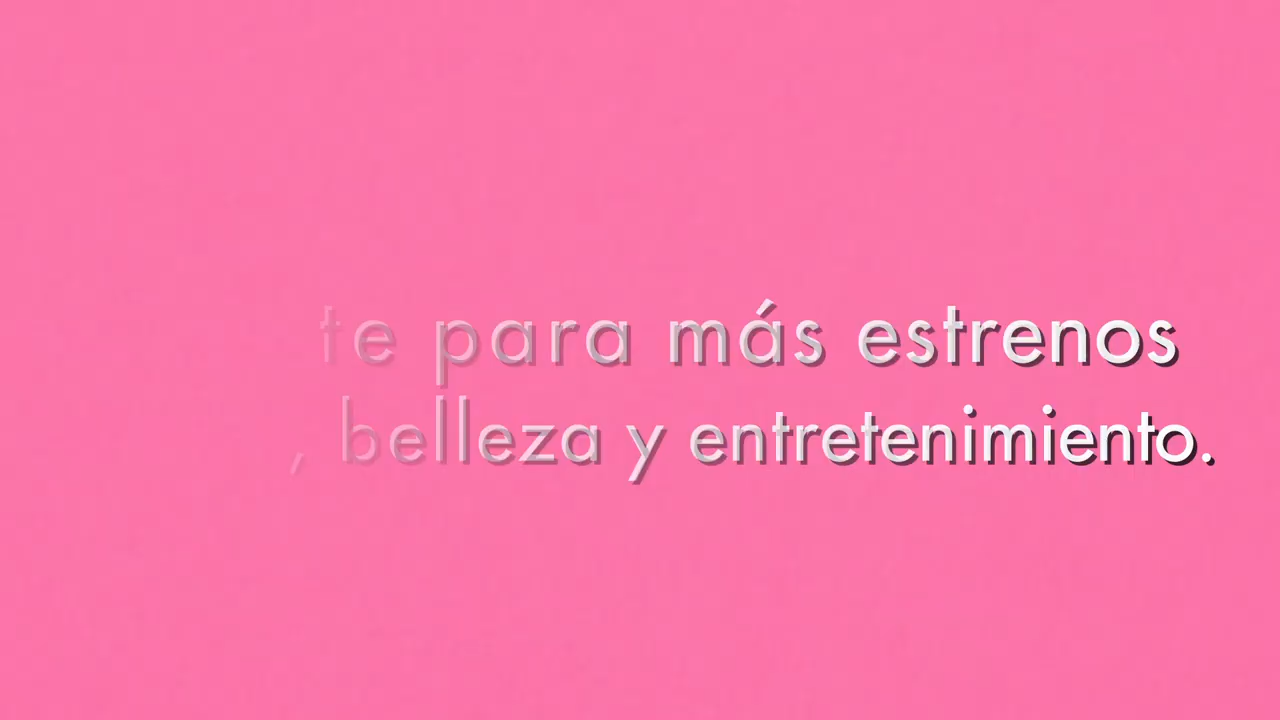 te para más estrenos
, belleza y entretenimiento.